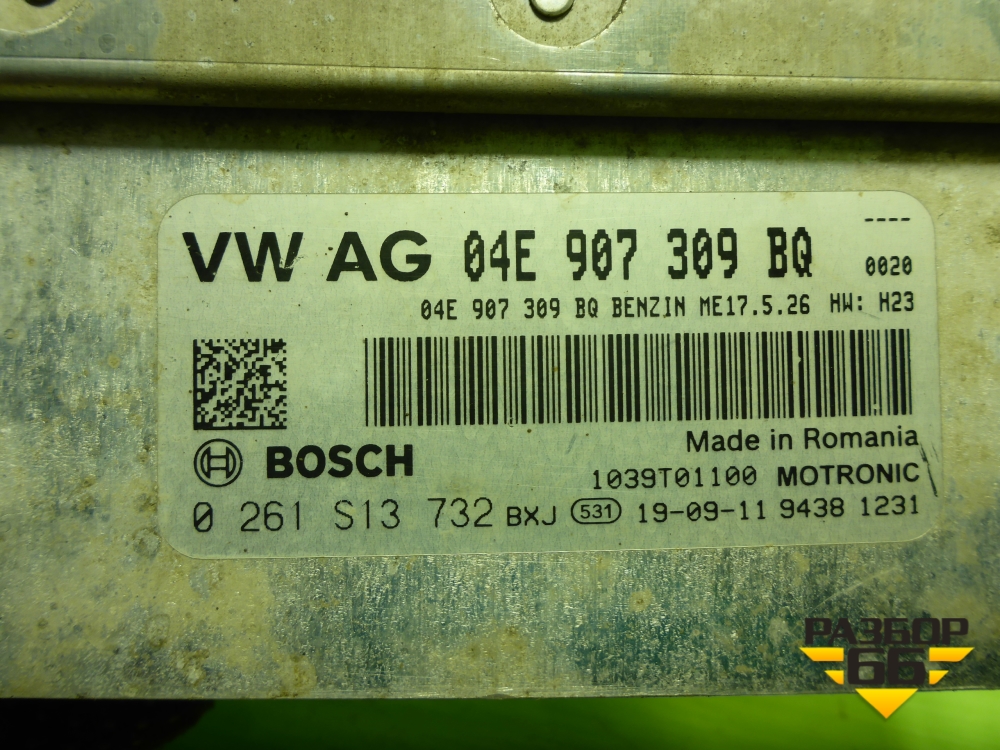 ----
VW AG 04E 907 309 BQ 0020
04E 907 309 BQ BENZIN ME17.5.26 HW: H23
Made in Romania
BOSCH
1039T01100 MOTRONIC
0 261 S13 732 BXJ 531 19-09-11 9438 1231
РАЗБОР
66